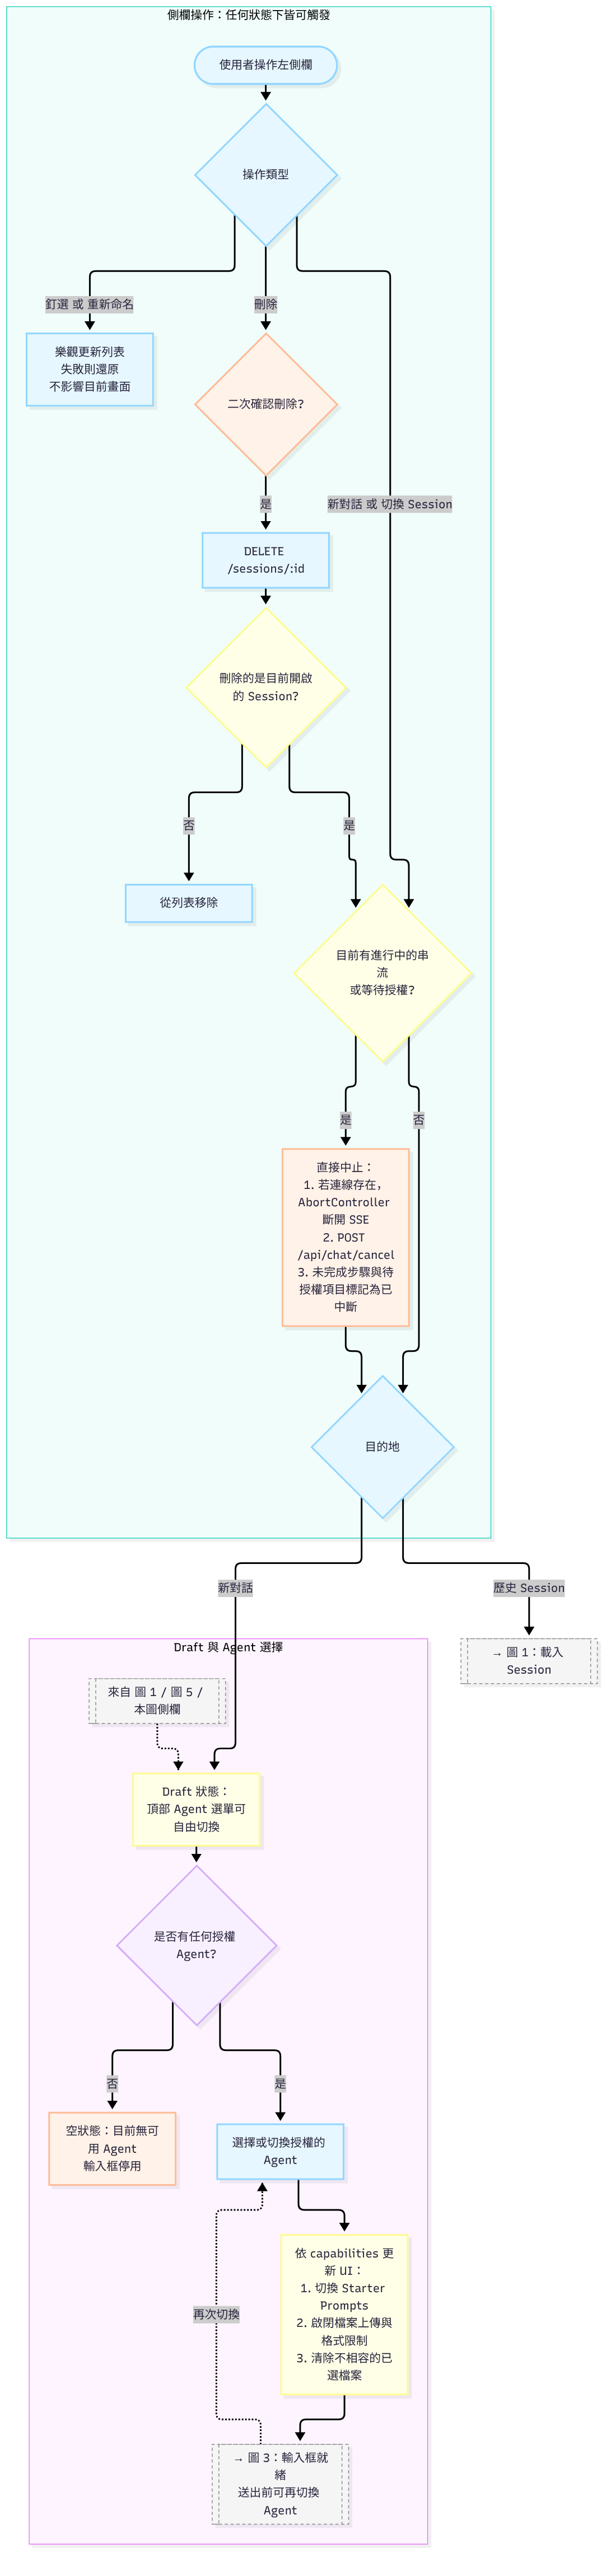 側欄操作：任何狀態下皆可觸發
使用者操作左側欄
操作類型
釘選 或 重新命名
刪除
樂觀更新列表
失敗則還原
不影響目前畫面
二次確認刪除？
新對話 或 切換 Session
是
DELETE
/sessions/:id
刪除的是目前開啟
的 Session？
否
是
從列表移除
目前有進行中的串
流
或等待授權？
是
否
直接中止：
1. 若連線存在，
AbortController
斷開 SSE
2. POST
/api/chat/cancel
3. 未完成步驟與待
授權項目標記為已
中斷
目的地
新對話
歷史 Session
→ 圖 1：載入
Session
Draft 與 Agent 選擇
來自 圖 1 / 圖 5 /
本圖側欄
Draft 狀態：
頂部 Agent 選單可
自由切換
是否有任何授權
Agent？
否
是
空狀態：目前無可
用 Agent
輸入框停用
選擇或切換授權的
Agent
依 capabilities 更
新 UI：
1. 切換 Starter
Prompts
2. 啟閉檔案上傳與
格式限制
3. 清除不相容的已
選檔案
再次切換
→ 圖 3：輸入框就
緒
送出前可再切換
Agent